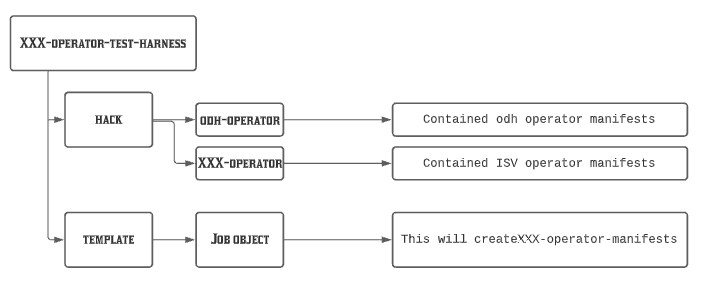 XXX-operator-test-harness
hack
odh-operator
Contained odh operator manifests
XXX-operator
Contained ISV operator manifests
template
Job object
This will createXXX-operator-manifests